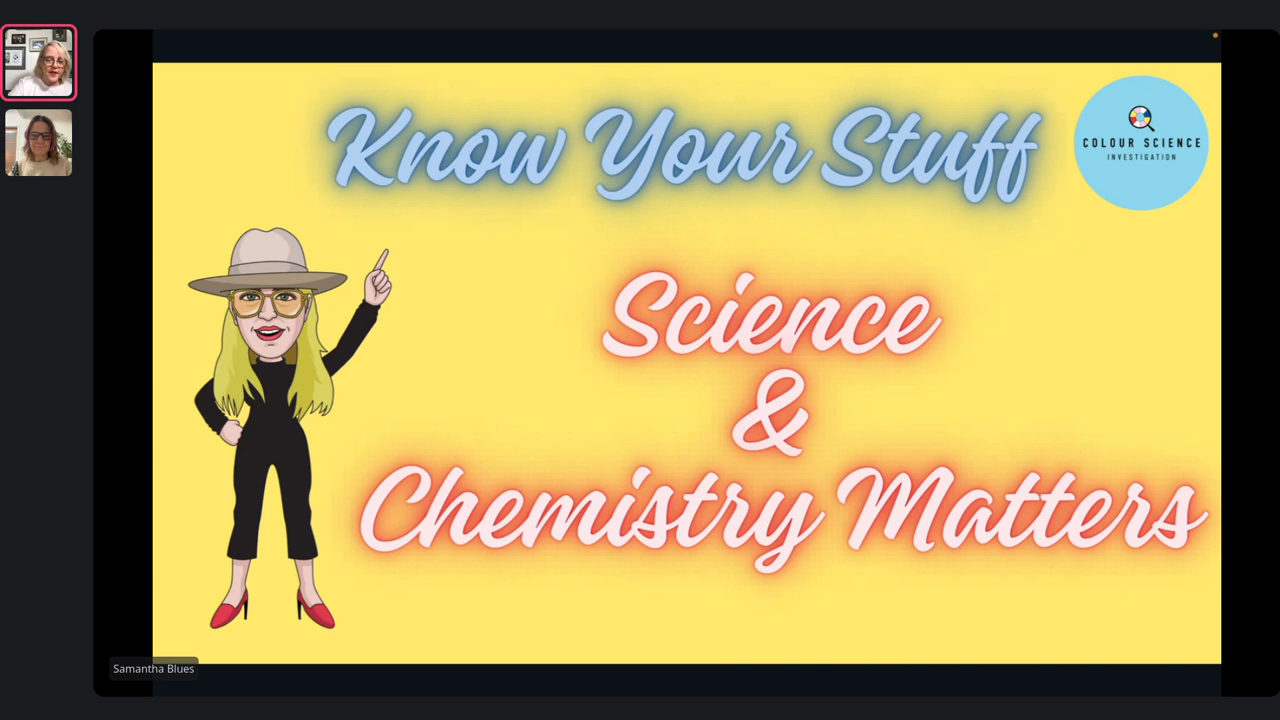 Know Your Stuff
COLOUR SCIENCE
INVESTIGATION
Science
&
Chemistry Matters
Samantha Blues